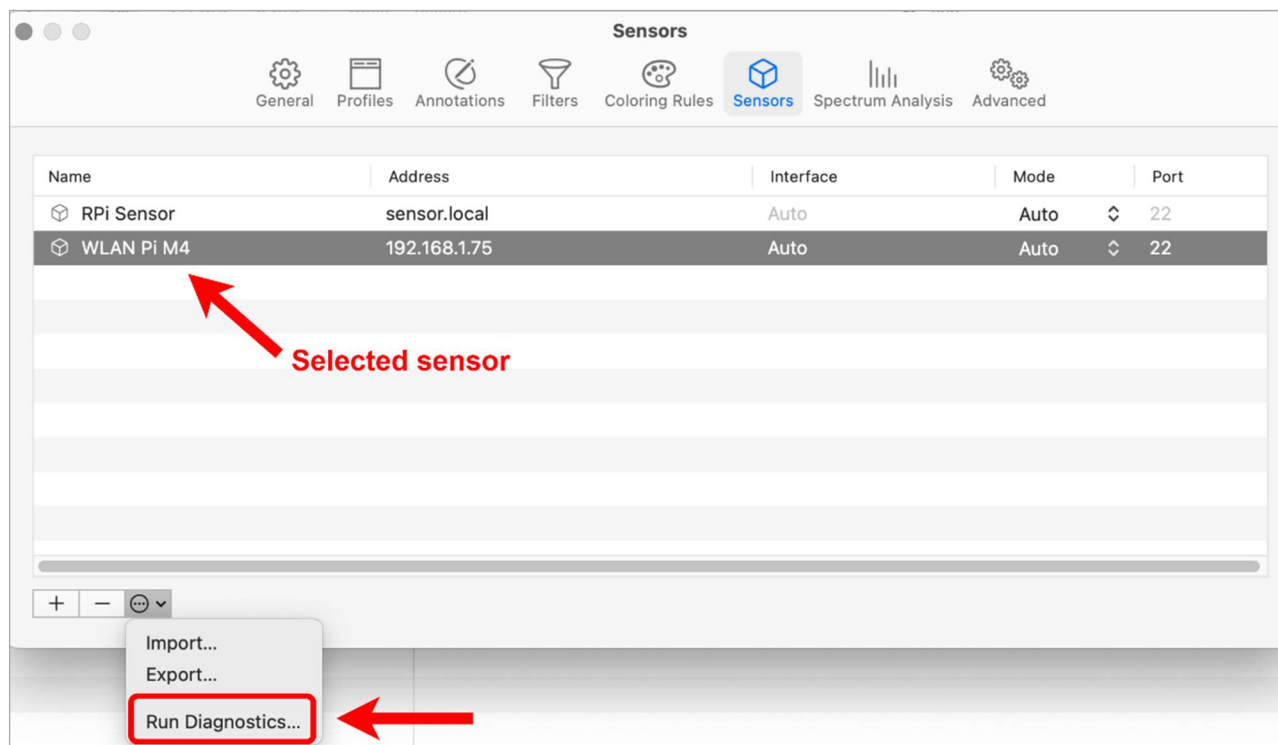 Sensors
General Profiles Annotations Filters Coloring Rules Sensors Spectrum Analysis Advanced
Name Address Interface Mode Port
RPi Sensor sensor.local Auto Auto 22
WLAN Pi M4 192.168.1.75 Auto Auto 22
Selected sensor
Import...
Export...
Run Diagnostics...